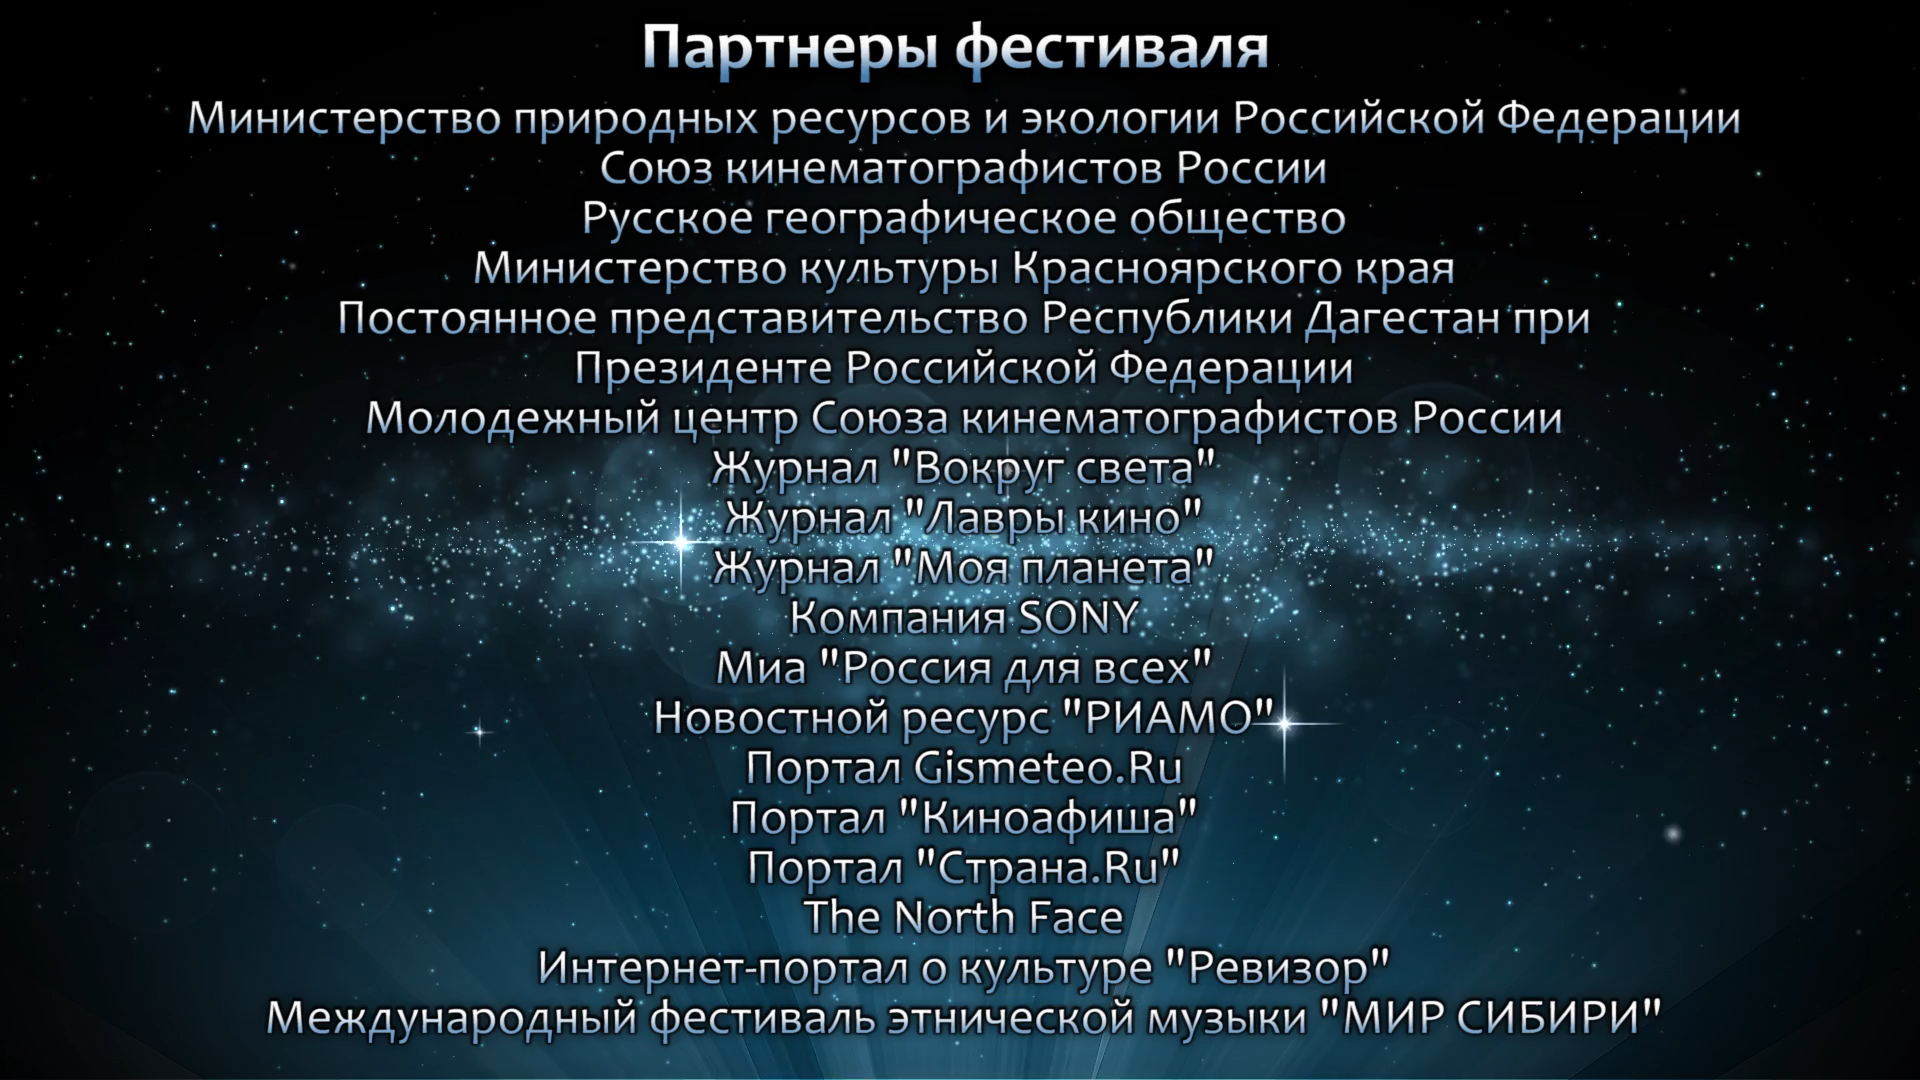 Партнеры фестиваля
Министерство природных ресурсов и экологии Российской Федерации
Союз кинематографистов России
Русское географическое общество
Министерство культуры Красноярского края
Постоянное представительство Республики Дагестан при
Президенте Российской Федерации
Молодежный центр Союза кинематографистов России
Журнал "Вокруг света"
Журнал "Лавры кино"
Журнал "Моя планета"
Компания SONY
Миа "Россия для всех"
Новостной ресурс "РИАМО"
Портал Gismeteo.Ru
Портал "Киноафиша"
Портал "Страна.Ru"
The North Face
Интернет-портал о культуре "Ревизор"
Международный фестиваль этнической музыки "МИР СИБИРИ"